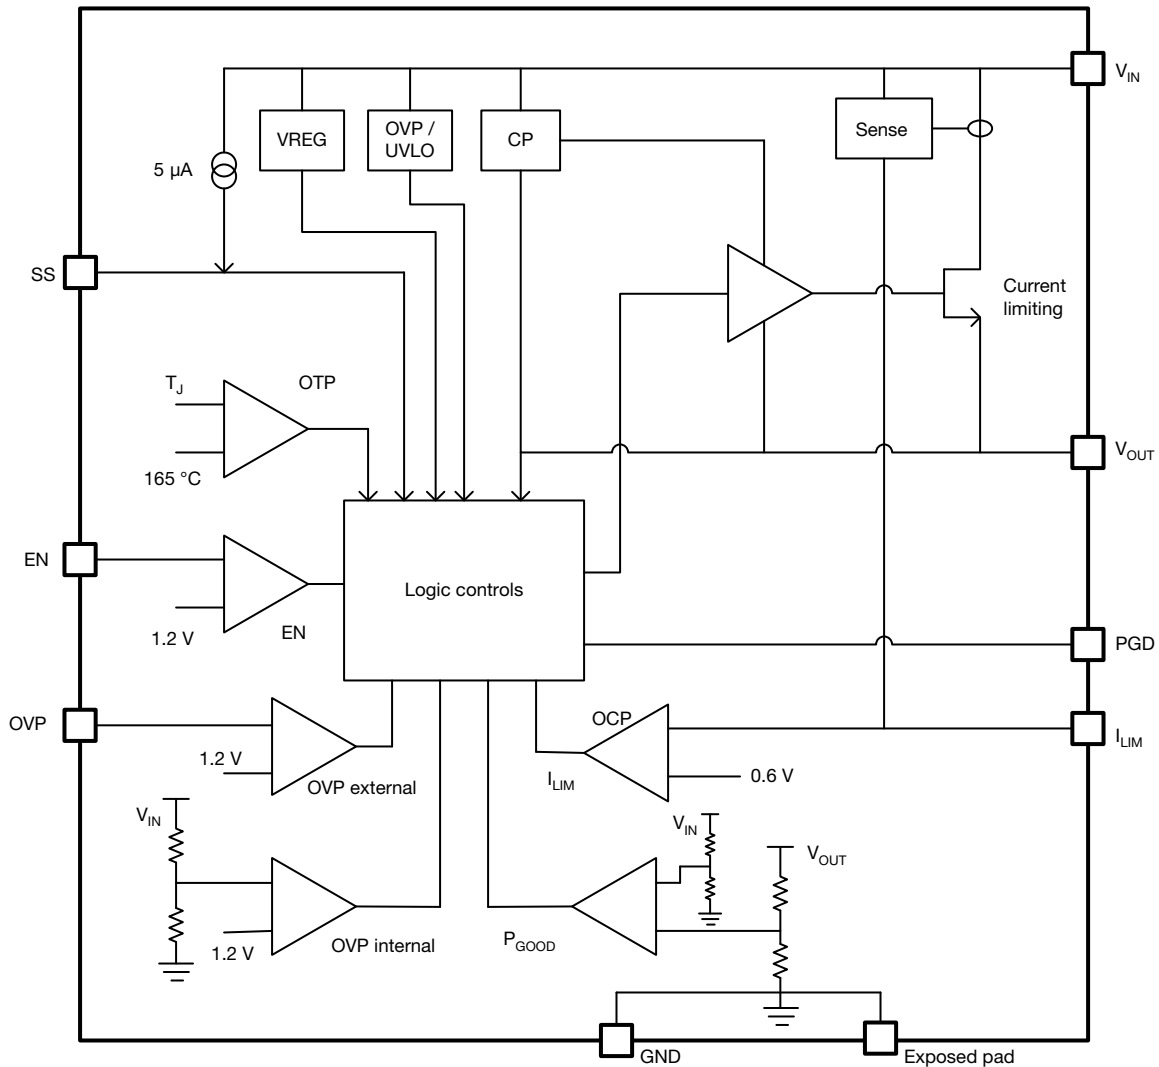 V_IN
VREG
OVP /
UVLO
CP
Sense
5 µA
SS
Current
limiting
T_J
OTP
165 °C
V_OUT
EN
Logic controls
1.2 V
EN
PGD
OVP
OCP
I_LIM
1.2 V
OVP external
I_LIM
0.6 V
V_IN
V_IN
V_OUT
1.2 V
OVP internal
P_GOOD
GND
Exposed pad